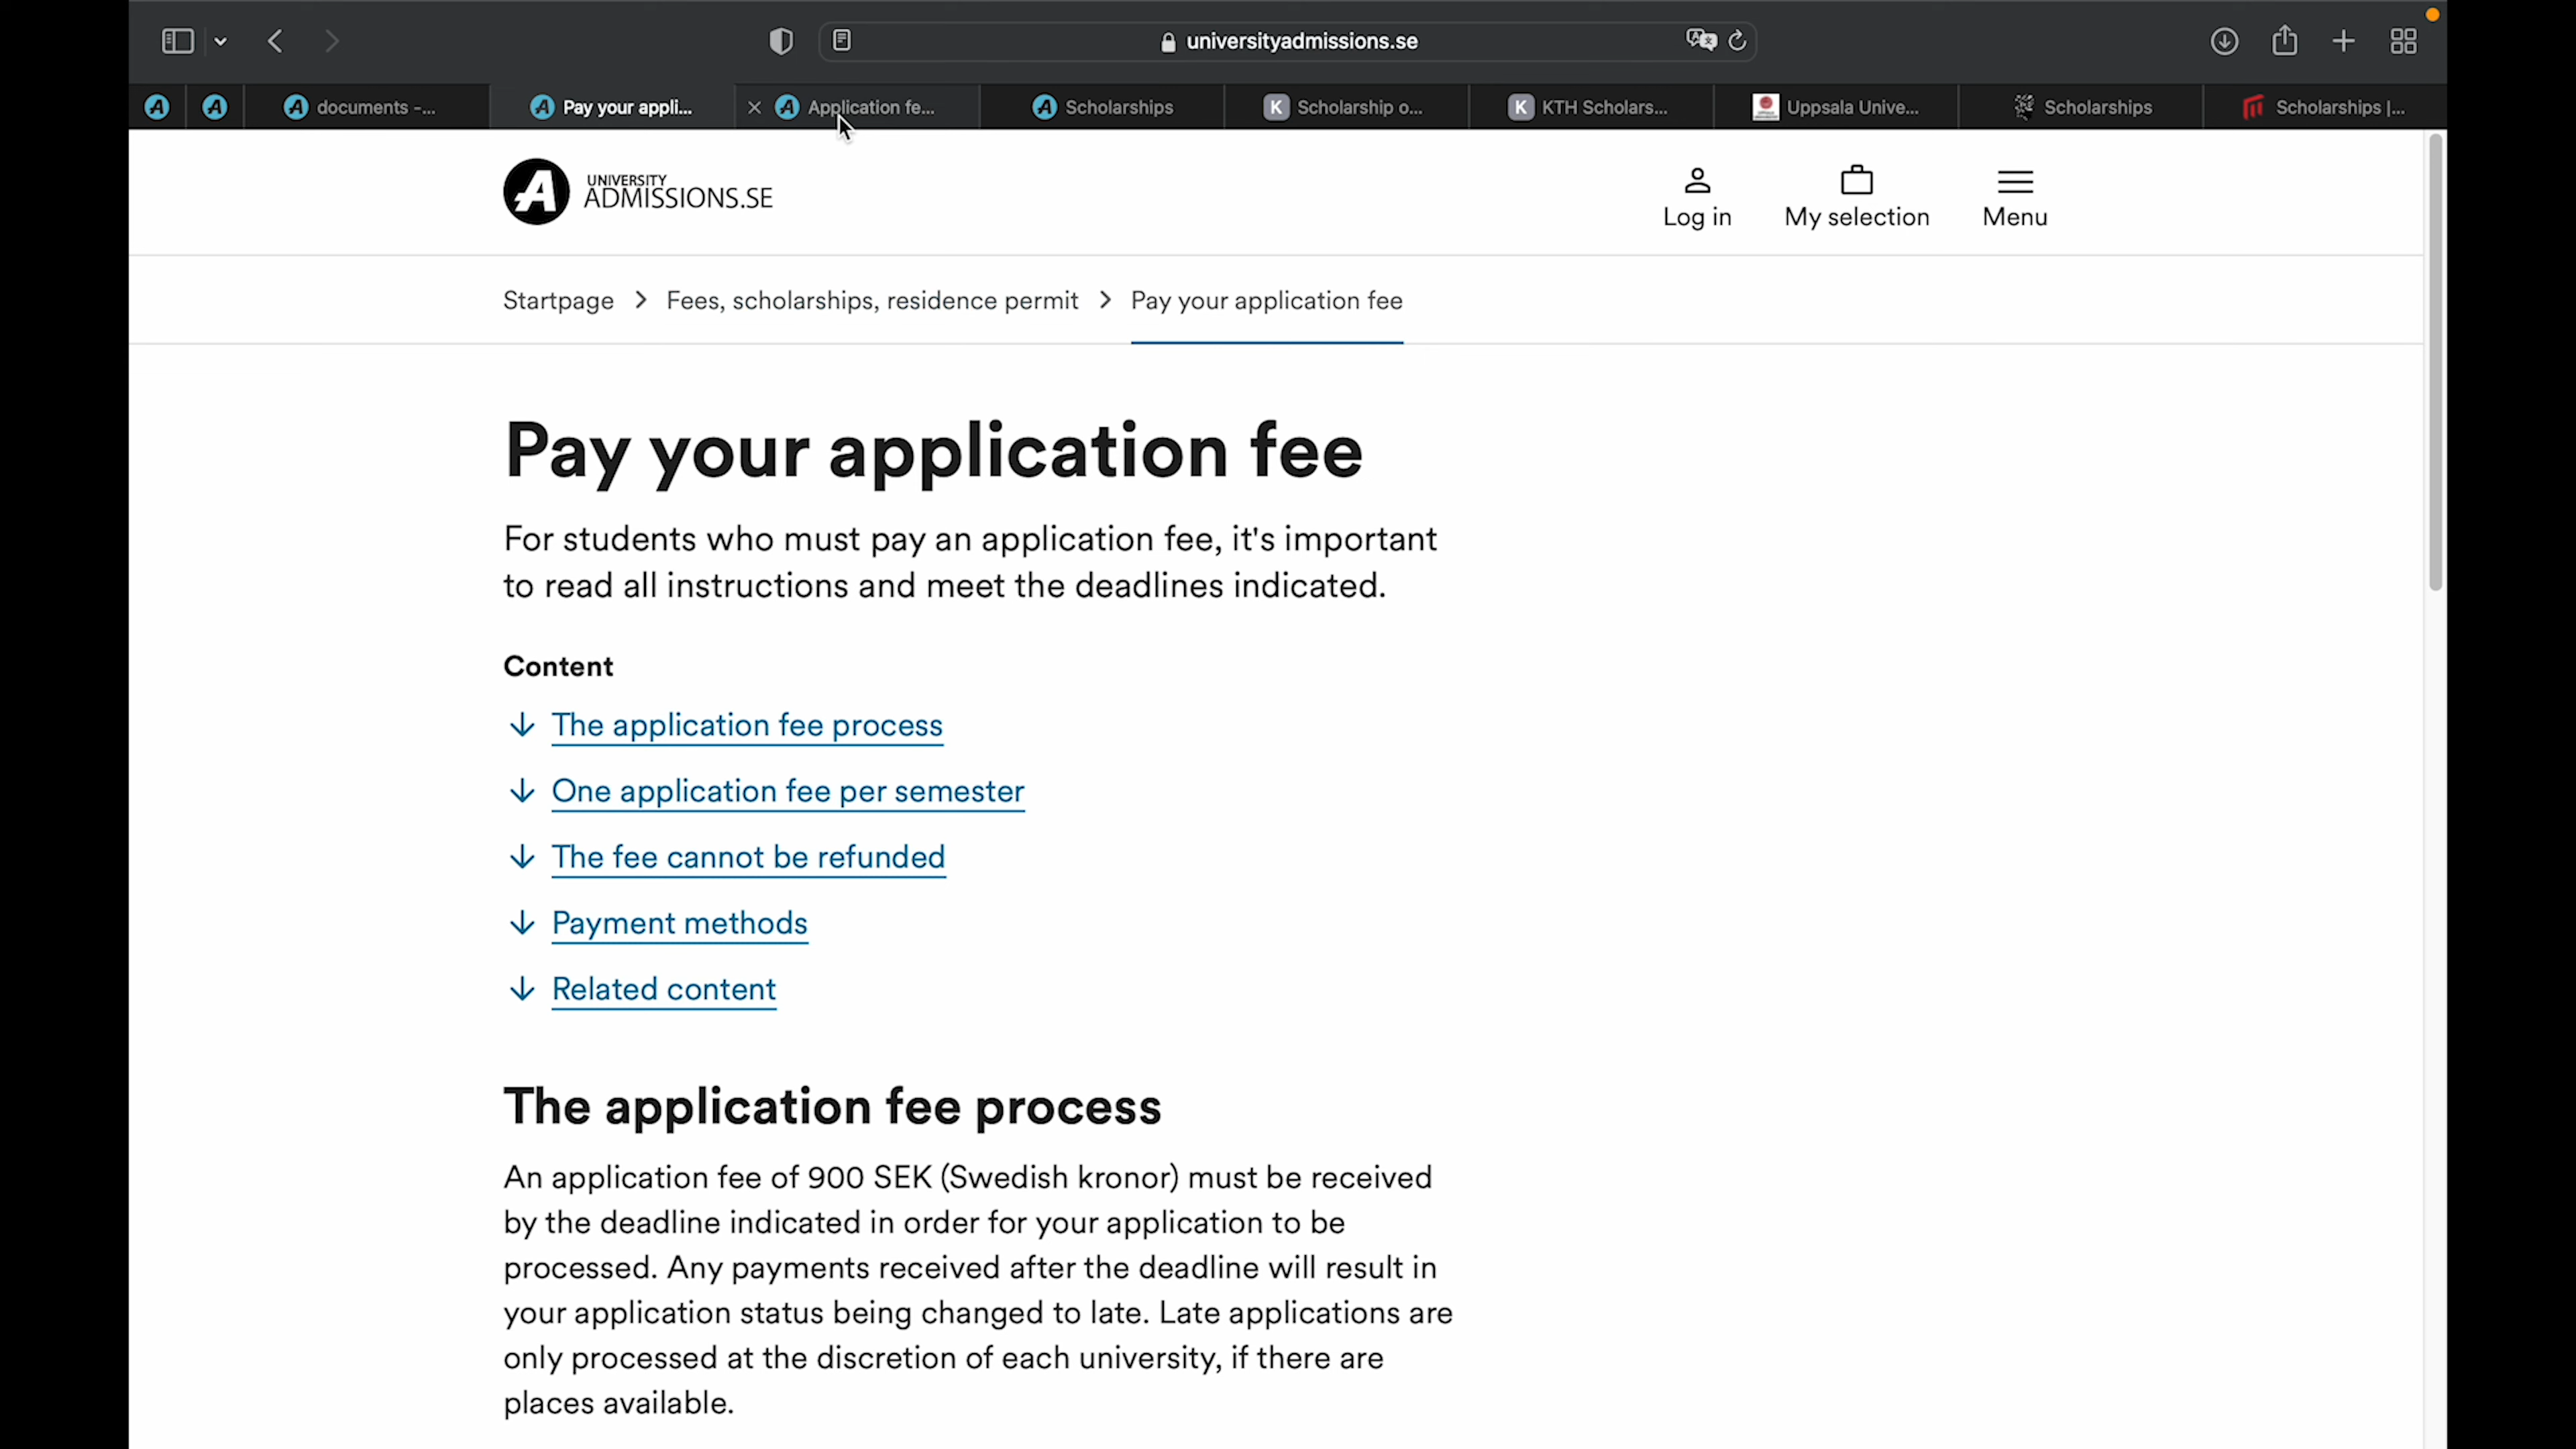 universityadmissions.se
documents -...
Pay your appli...
Application fe...
Scholarships
K Scholarship o...
K KTH Scholars...
Uppsala Unive...
Scholarships
Scholarships |...
UNIVERSITY
ADMISSIONS.SE
Log in
My selection
Menu
Startpage > Fees, scholarships, residence permit > Pay your application fee
Pay your application fee
For students who must pay an application fee, it's important
to read all instructions and meet the deadlines indicated.
Content
↓ The application fee process
↓ One application fee per semester
↓ The fee cannot be refunded
↓ Payment methods
↓ Related content
The application fee process
An application fee of 900 SEK (Swedish kronor) must be received
by the deadline indicated in order for your application to be
processed. Any payments received after the deadline will result in
your application status being changed to late. Late applications are
only processed at the discretion of each university, if there are
places available.